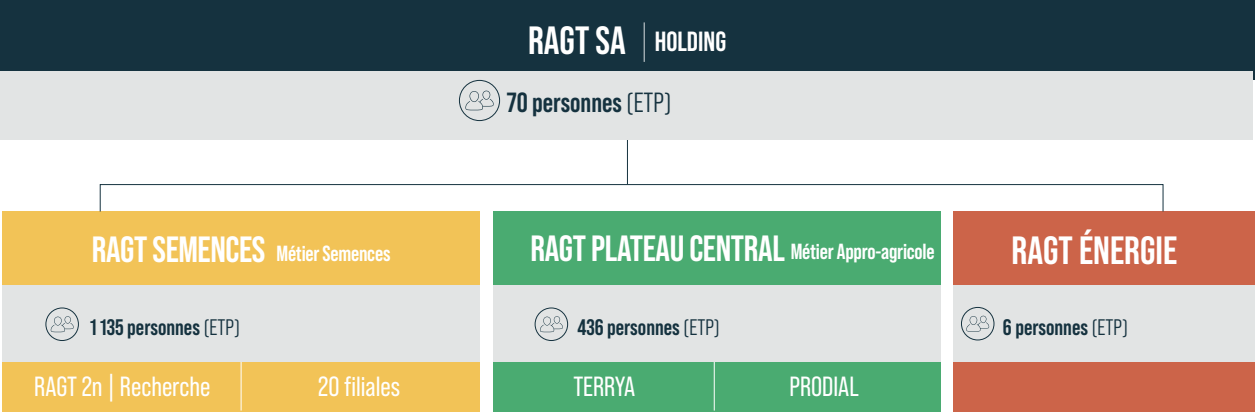 RAGT SA | HOLDING
70 personnes (ETP)
RAGT SEMENCES Métier Semences
RAGT PLATEAU CENTRAL Métier Appro-agricole
RAGT ÉNERGIE
1 135 personnes (ETP)
436 personnes (ETP)
6 personnes (ETP)
RAGT 2n | Recherche
20 filiales
TERRYA
PRODIAL